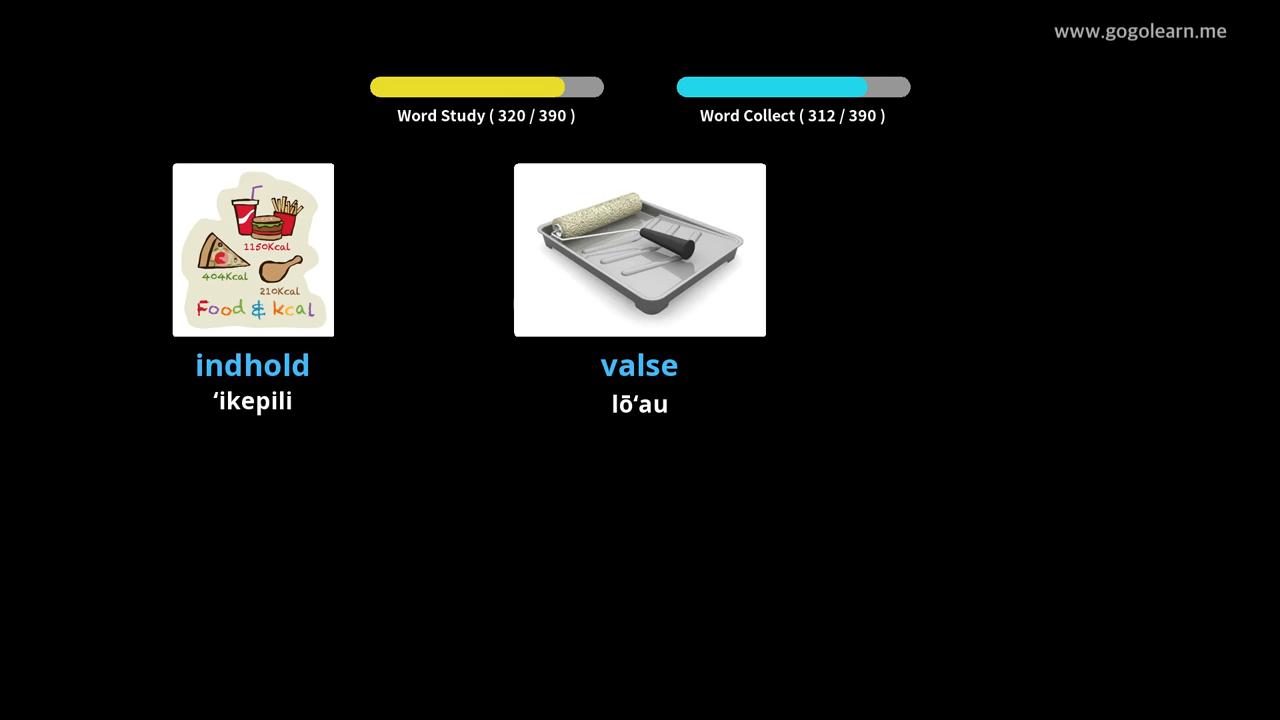 www.gogolearn.me
Word Study ( 320 / 390 )
Word Collect ( 312 / 390 )
1150Kcal
404Kcal
210Kcal
Food & kcal
indhold
valse
ʻikepili
lōʻau